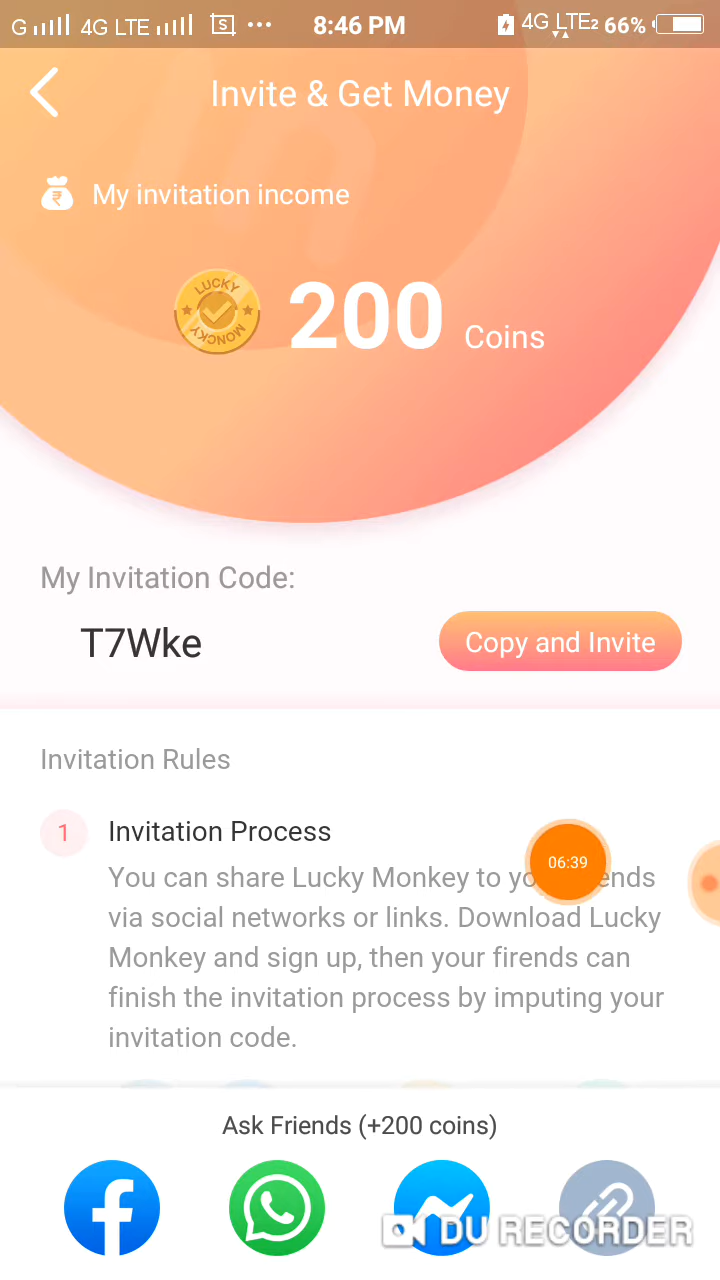 G 4G LTE S 8:46 PM 4G LTE2 66%
Invite & Get Money
₹ My invitation income
LUCKY
MONCKY
200 Coins
My Invitation Code:
T7Wke
Copy and Invite
Invitation Rules
1 Invitation Process
06:39
You can share Lucky Monkey to yo ends
via social networks or links. Download Lucky
Monkey and sign up, then your firends can
finish the invitation process by imputing your
invitation code.
Ask Friends (+200 coins)
DU RECORDER